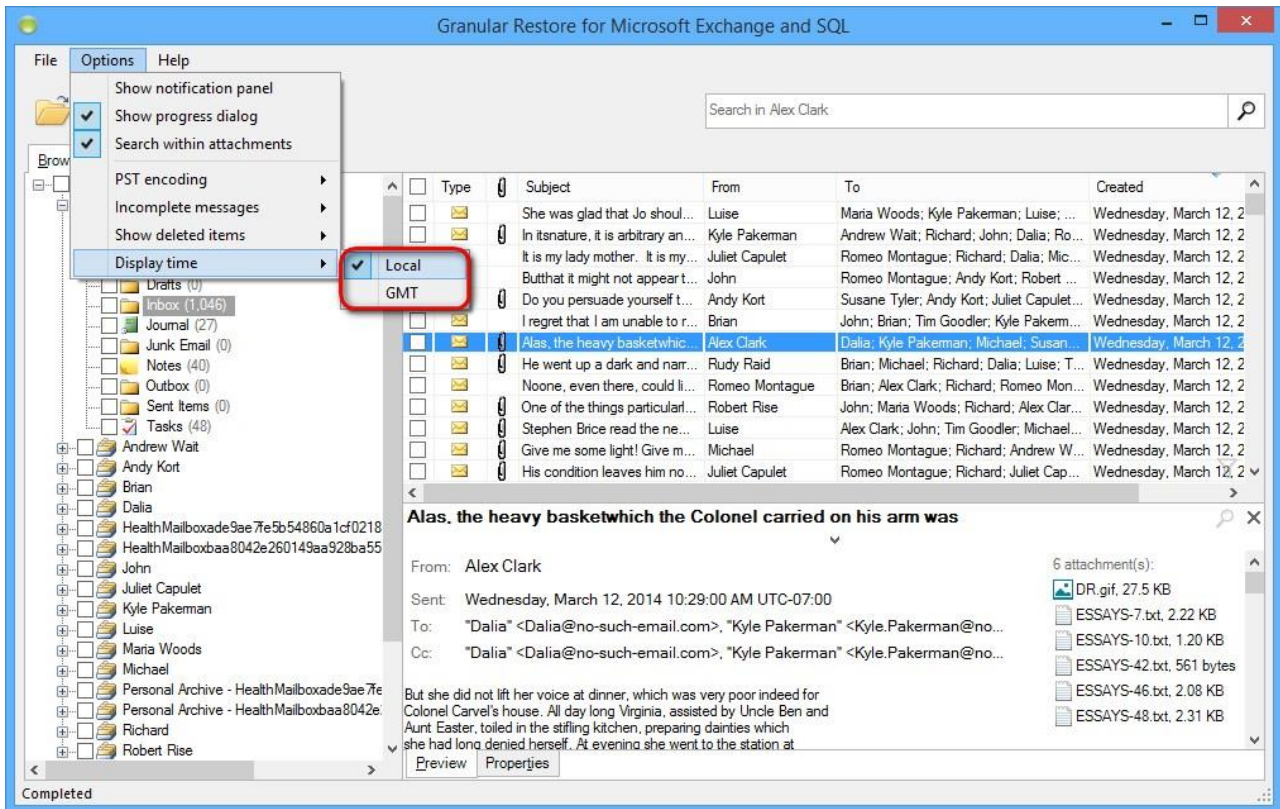 Granular Restore for Microsoft Exchange and SQL
File Options Help
Show notification panel
Show progress dialog
Search within attachments
PST encoding
Incomplete messages
Show deleted items
Display time
Local
GMT
Search in Alex Clark
Brow
Drafts (0)
Inbox (1,046)
Journal (27)
Junk Email (0)
Notes (40)
Outbox (0)
Sent Items (0)
Tasks (48)
Andrew Wait
Andy Kort
Brian
Dalia
HealthMailboxade9ae7fe5b54860a1cf0218
HealthMailboxbaa8042e260149aa928ba55
John
Juliet Capulet
Kyle Pakerman
Luise
Maria Woods
Michael
Personal Archive - HealthMailboxade9ae7fe
Personal Archive - HealthMailboxbaa8042e
Richard
Robert Rise
Type Subject From To Created
She was glad that Jo shoul... Luise Maria Woods; Kyle Pakerman; Luise; ... Wednesday, March 12, 2
In itsnature, it is arbitrary an... Kyle Pakerman Andrew Wait; Richard; John; Dalia; Ro... Wednesday, March 12, 2
It is my lady mother. It is my... Juliet Capulet Romeo Montague; Richard; Dalia; Mic... Wednesday, March 12, 2
Butthat it might not appear t... John Romeo Montague; Andy Kort; Robert ... Wednesday, March 12, 2
Do you persuade yourself t... Andy Kort Susane Tyler; Andy Kort; Juliet Capulet... Wednesday, March 12, 2
I regret that I am unable to r... Brian John; Brian; Tim Goodler; Kyle Pakerm... Wednesday, March 12, 2
Alas, the heavy basketwhic... Alex Clark Dalia; Kyle Pakerman; Michael; Susan... Wednesday, March 12, 2
He went up a dark and narr... Rudy Raid Brian; Michael; Richard; Dalia; Luise; T... Wednesday, March 12, 2
Noone, even there, could li... Romeo Montague Brian; Alex Clark; Richard; Romeo Mon... Wednesday, March 12, 2
One of the things particularl... Robert Rise John; Maria Woods; Richard; Alex Clar... Wednesday, March 12, 2
Stephen Brice read the ne... Luise Alex Clark; John; Tim Goodler; Michael... Wednesday, March 12, 2
Give me some light! Give m... Michael Romeo Montague; Richard; Andrew W... Wednesday, March 12, 2
His condition leaves him no... Juliet Capulet Romeo Montague; Richard; Juliet Cap... Wednesday, March 12, 2
Alas, the heavy basketwhich the Colonel carried on his arm was
From: Alex Clark
Sent: Wednesday, March 12, 2014 10:29:00 AM UTC-07:00
To: "Dalia" <Dalia@no-such-email.com>, "Kyle Pakerman" <Kyle.Pakerman@no...
Cc: "Dalia" <Dalia@no-such-email.com>, "Kyle Pakerman" <Kyle.Pakerman@no...
6 attachment(s):
DR.gif, 27.5 KB
ESSAYS-7.txt, 2.22 KB
ESSAYS-10.txt, 1.20 KB
ESSAYS-42.txt, 561 bytes
ESSAYS-46.txt, 2.08 KB
ESSAYS-48.txt, 2.31 KB
But she did not lift her voice at dinner, which was very poor indeed for
Colonel Carvel's house. All day long Virginia, assisted by Uncle Ben and
Aunt Easter, toiled in the stifling kitchen, preparing dainties which
she had long denied herself. At evening she went to the station at
Preview Properties
Completed